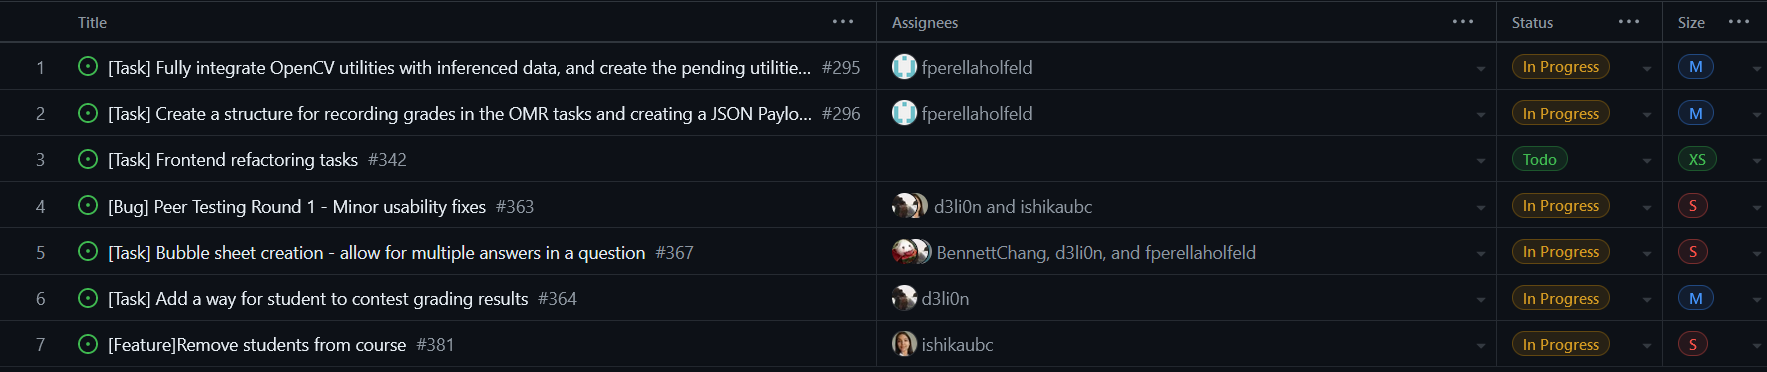 Title ... Assignees ... Status ... Size ...
1 [Task] Fully integrate OpenCV utilities with inferenced data, and create the pending utilitie... #295 fperellaholfeld In Progress M
2 [Task] Create a structure for recording grades in the OMR tasks and creating a JSON Paylo... #296 fperellaholfeld In Progress M
3 [Task] Frontend refactoring tasks #342 Todo XS
4 [Bug] Peer Testing Round 1 - Minor usability fixes #363 d3li0n and ishikaubc In Progress S
5 [Task] Bubble sheet creation - allow for multiple answers in a question #367 BennettChang, d3li0n, and fperellaholfeld In Progress S
6 [Task] Add a way for student to contest grading results #364 d3li0n In Progress M
7 [Feature]Remove students from course #381 ishikaubc In Progress S